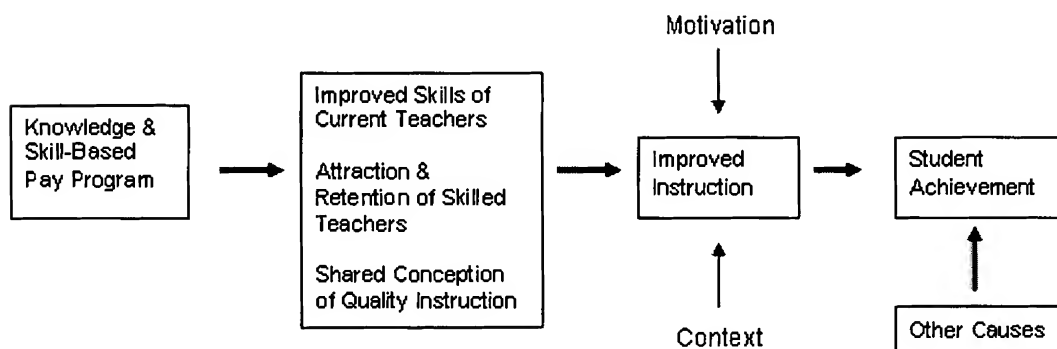 Motivation
Knowledge &
Skill-Based
Pay Program
Improved Skills of
Current Teachers
Attraction &
Retention of Skilled
Teachers
Shared Conception
of Quality Instruction
Improved
Instruction
Student
Achievement
Context
Other Causes